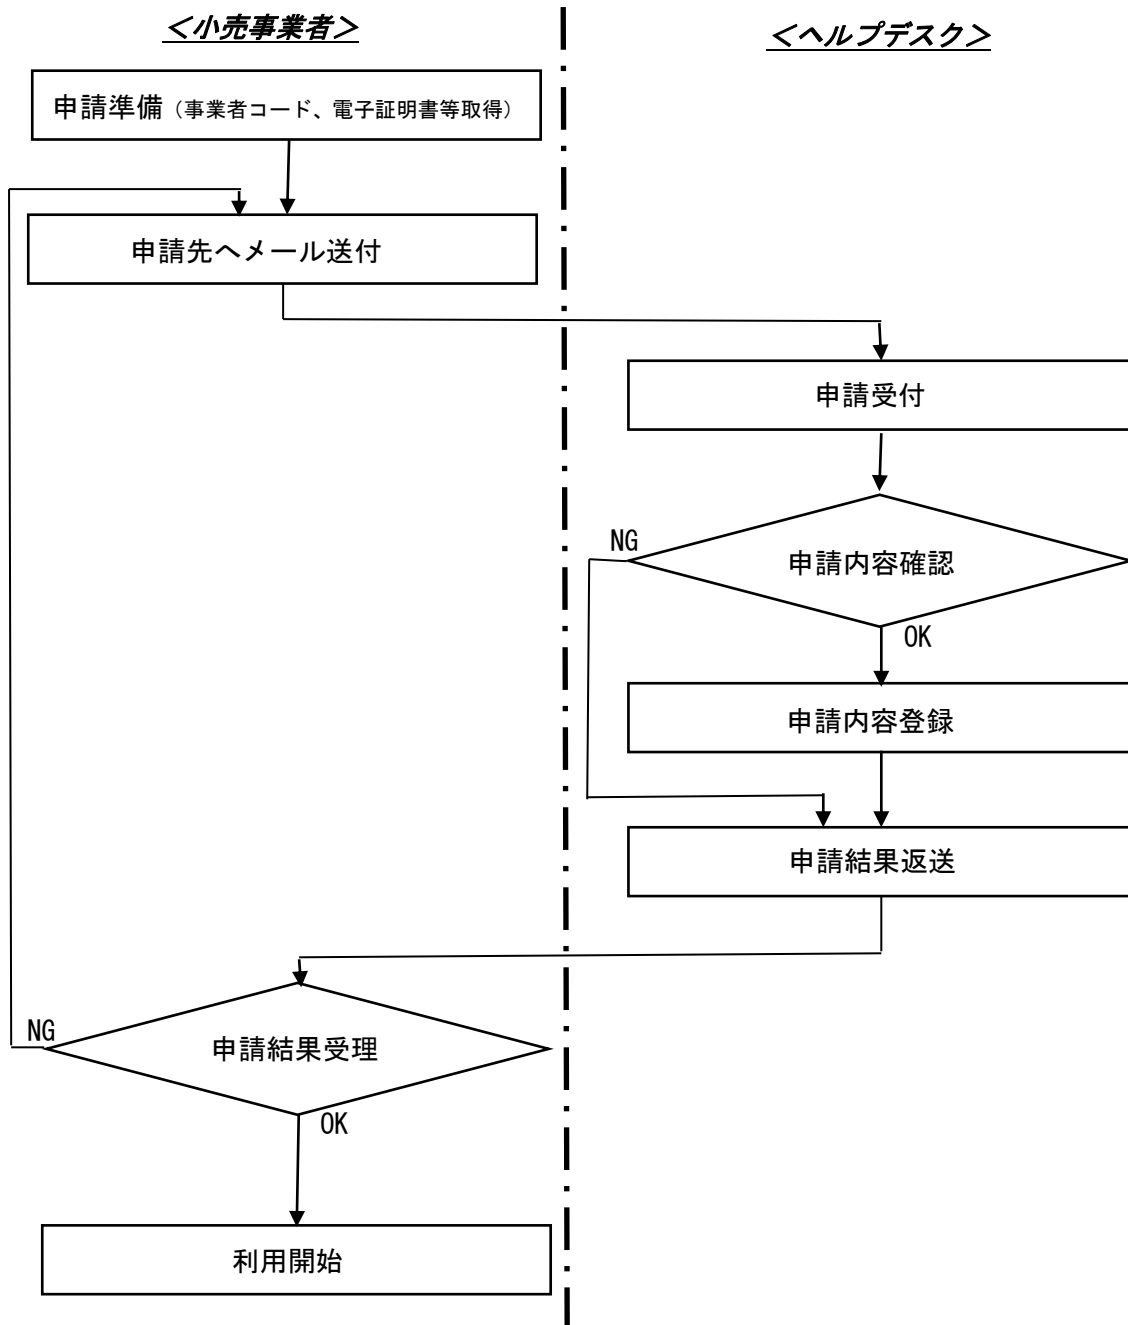 ＜小売事業者＞
＜ヘルプデスク＞
申請準備（事業者コード、電子証明書等取得）
申請先へメール送付
申請受付
NG
申請内容確認
OK
申請内容登録
申請結果返送
NG
申請結果受理
OK
利用開始